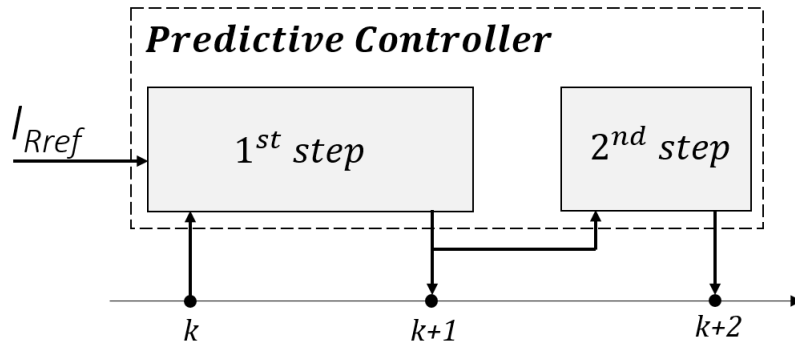 Predictive Controller
I_Rref
1^st step
2^nd step
k
k+1
k+2